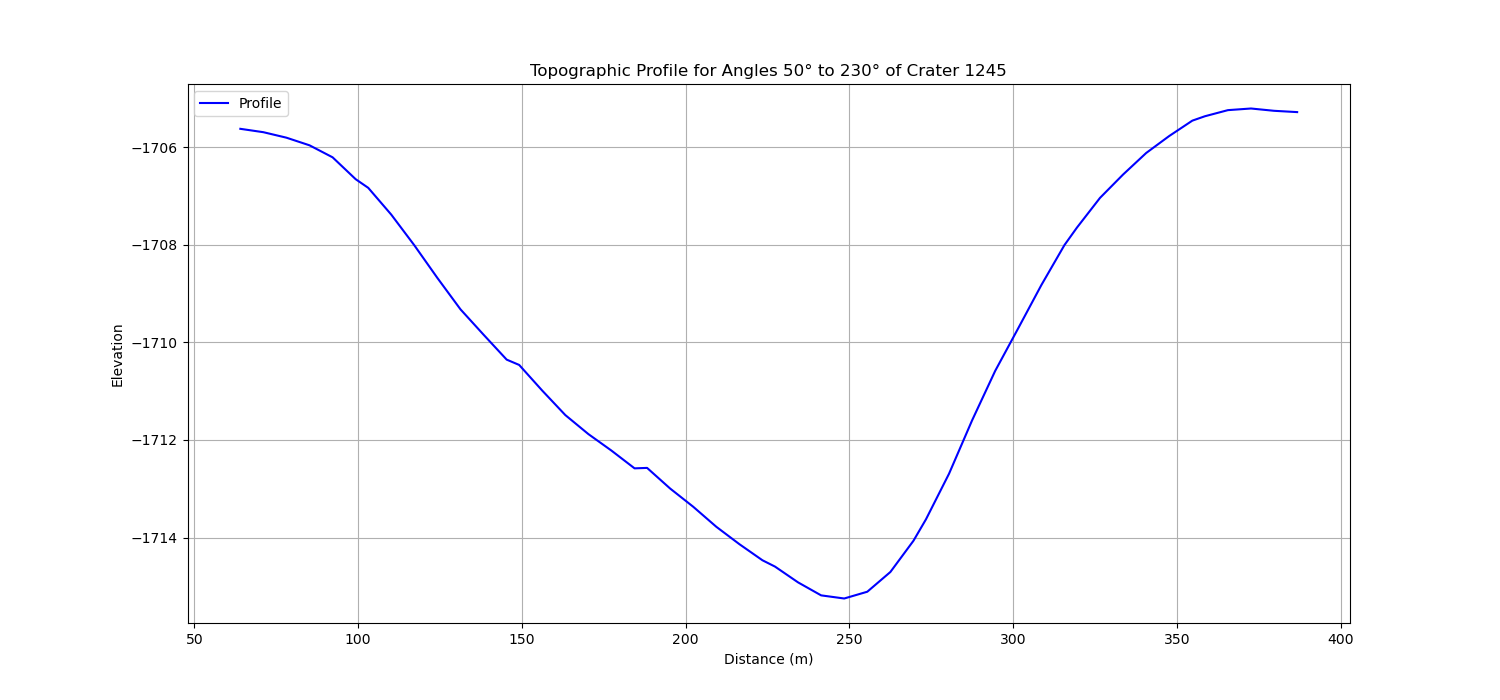 Topographic Profile for Angles 50° to 230° of Crater 1245
Profile
−1706
−1708
−1710
−1712
−1714
Elevation
50 100 150 200 250 300 350 400
Distance (m)